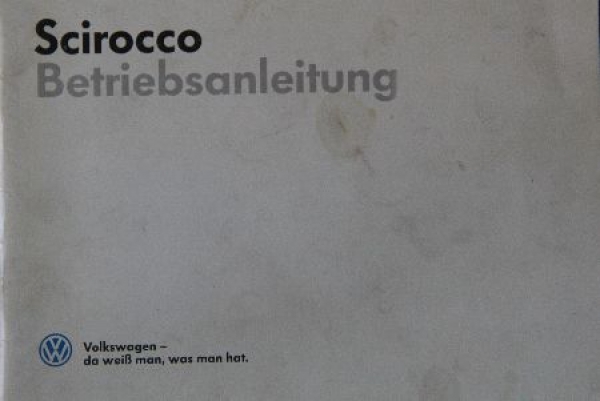 Scirocco
Betriebsanleitung
Volkswagen –
da weiß man, was man hat.